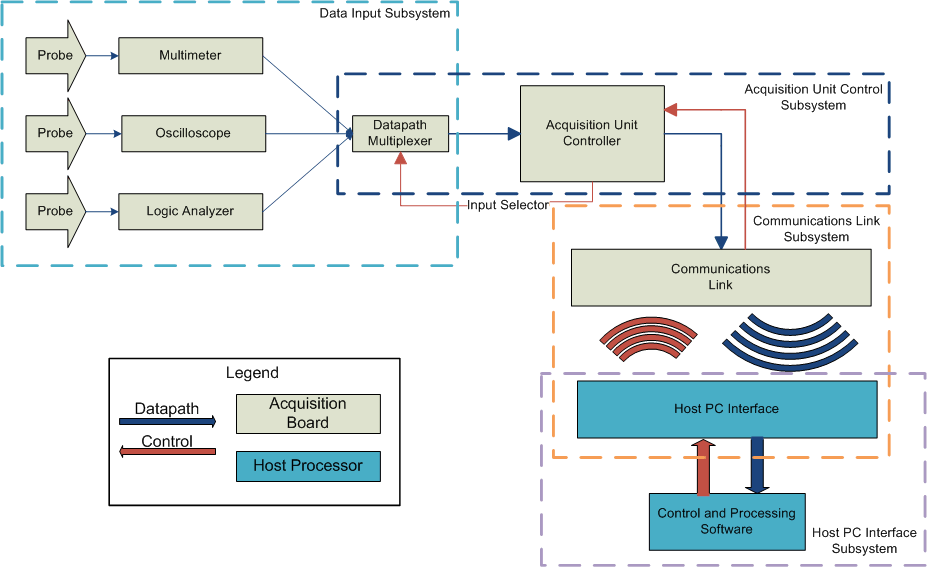 Data Input Subsystem
Probe
Multimeter
Probe
Oscilloscope
Probe
Logic Analyzer
Datapath
Multiplexer
Acquisition Unit
Controller
Acquisition Unit Control
Subsystem
Input Selector
Communications Link
Subsystem
Communications
Link
Host PC Interface
Control and Processing
Software
Host PC Interface
Subsystem
Legend
Datapath
Control
Acquisition
Board
Host Processor